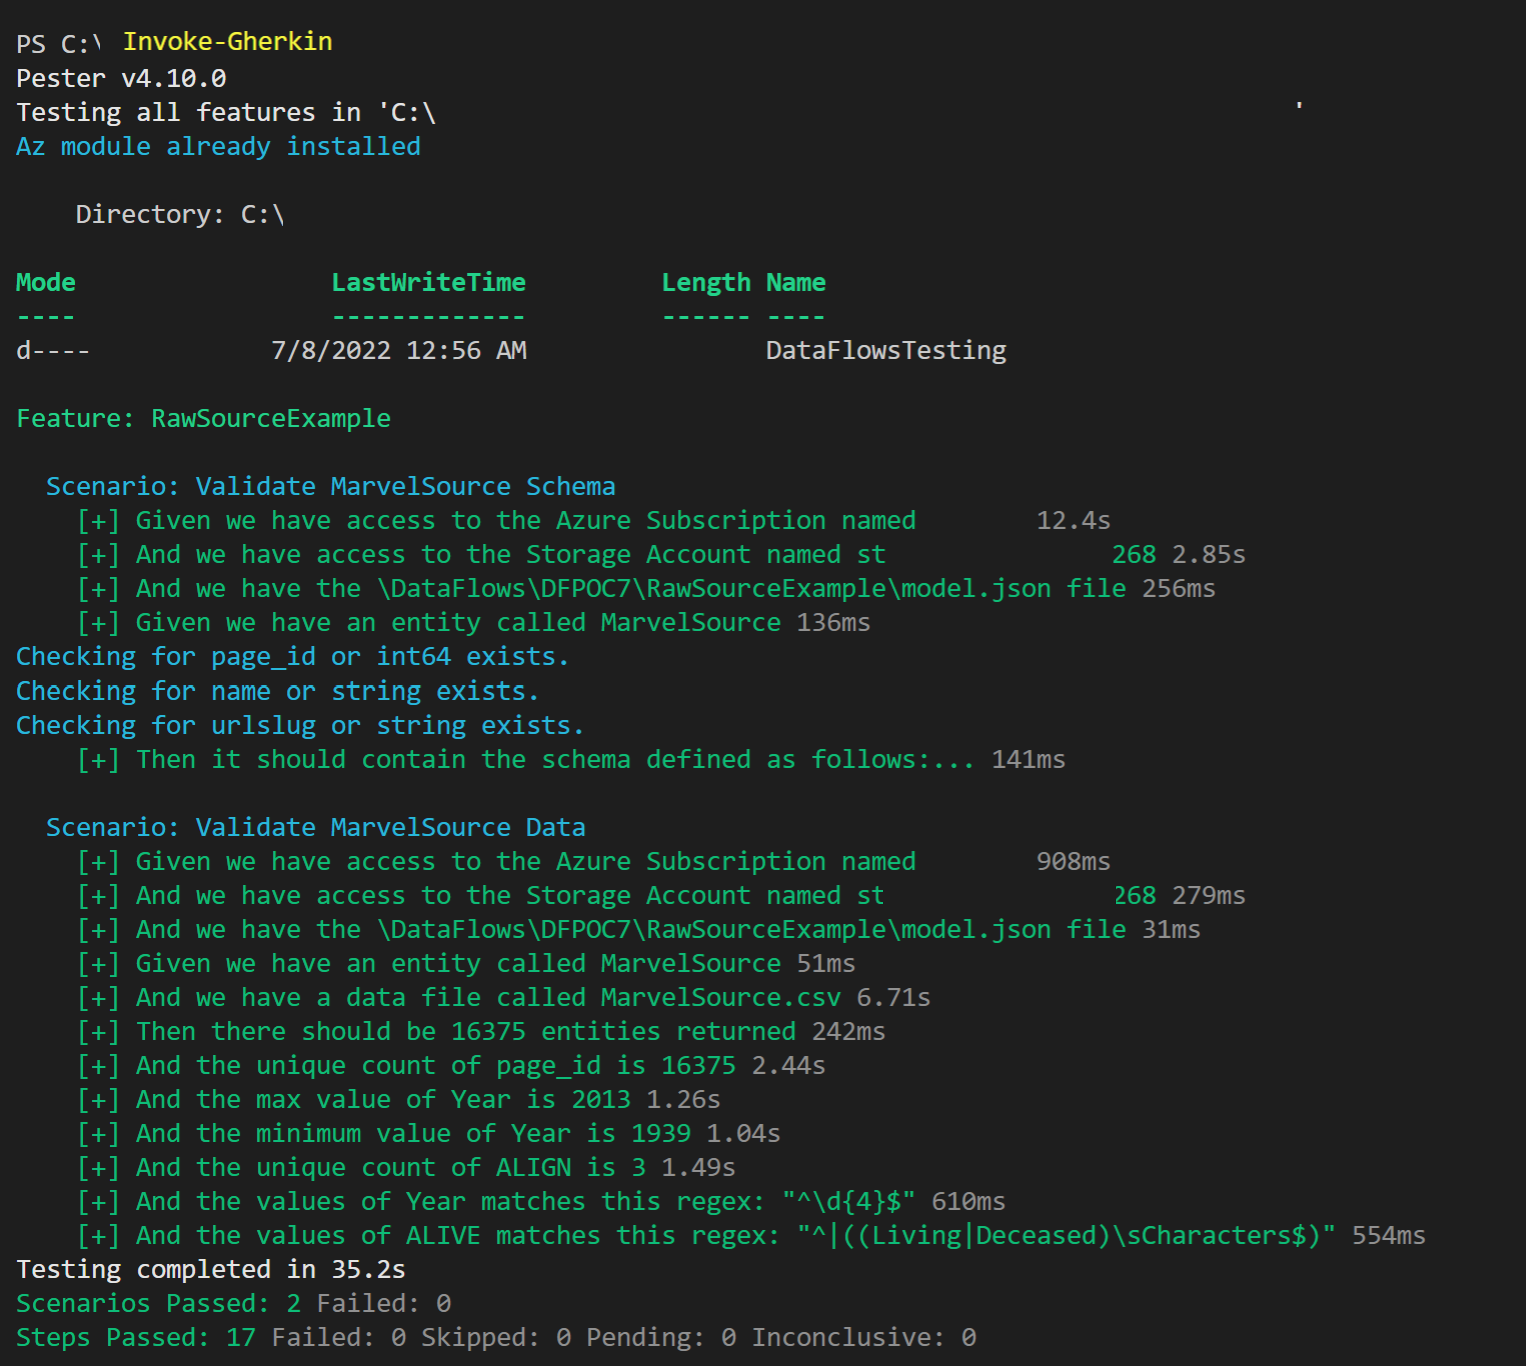 PS C:\ Invoke-Gherkin
Pester v4.10.0
Testing all features in 'C:\ '
Az module already installed
Directory: C:\
Mode LastWriteTime Length Name
---- ------------- ------ ----
d---- 7/8/2022 12:56 AM DataFlowsTesting
Feature: RawSourceExample
Scenario: Validate MarvelSource Schema
[+] Given we have access to the Azure Subscription named 12.4s
[+] And we have access to the Storage Account named st 268 2.85s
[+] And we have the \DataFlows\DFPOC7\RawSourceExample\model.json file 256ms
[+] Given we have an entity called MarvelSource 136ms
Checking for page_id or int64 exists.
Checking for name or string exists.
Checking for urlslug or string exists.
[+] Then it should contain the schema defined as follows:... 141ms
Scenario: Validate MarvelSource Data
[+] Given we have access to the Azure Subscription named 908ms
[+] And we have access to the Storage Account named st 268 279ms
[+] And we have the \DataFlows\DFPOC7\RawSourceExample\model.json file 31ms
[+] Given we have an entity called MarvelSource 51ms
[+] And we have a data file called MarvelSource.csv 6.71s
[+] Then there should be 16375 entities returned 242ms
[+] And the unique count of page_id is 16375 2.44s
[+] And the max value of Year is 2013 1.26s
[+] And the minimum value of Year is 1939 1.04s
[+] And the unique count of ALIGN is 3 1.49s
[+] And the values of Year matches this regex: "^\d{4}$" 610ms
[+] And the values of ALIVE matches this regex: "^|((Living|Deceased)\sCharacters$)" 554ms
Testing completed in 35.2s
Scenarios Passed: 2 Failed: 0
Steps Passed: 17 Failed: 0 Skipped: 0 Pending: 0 Inconclusive: 0